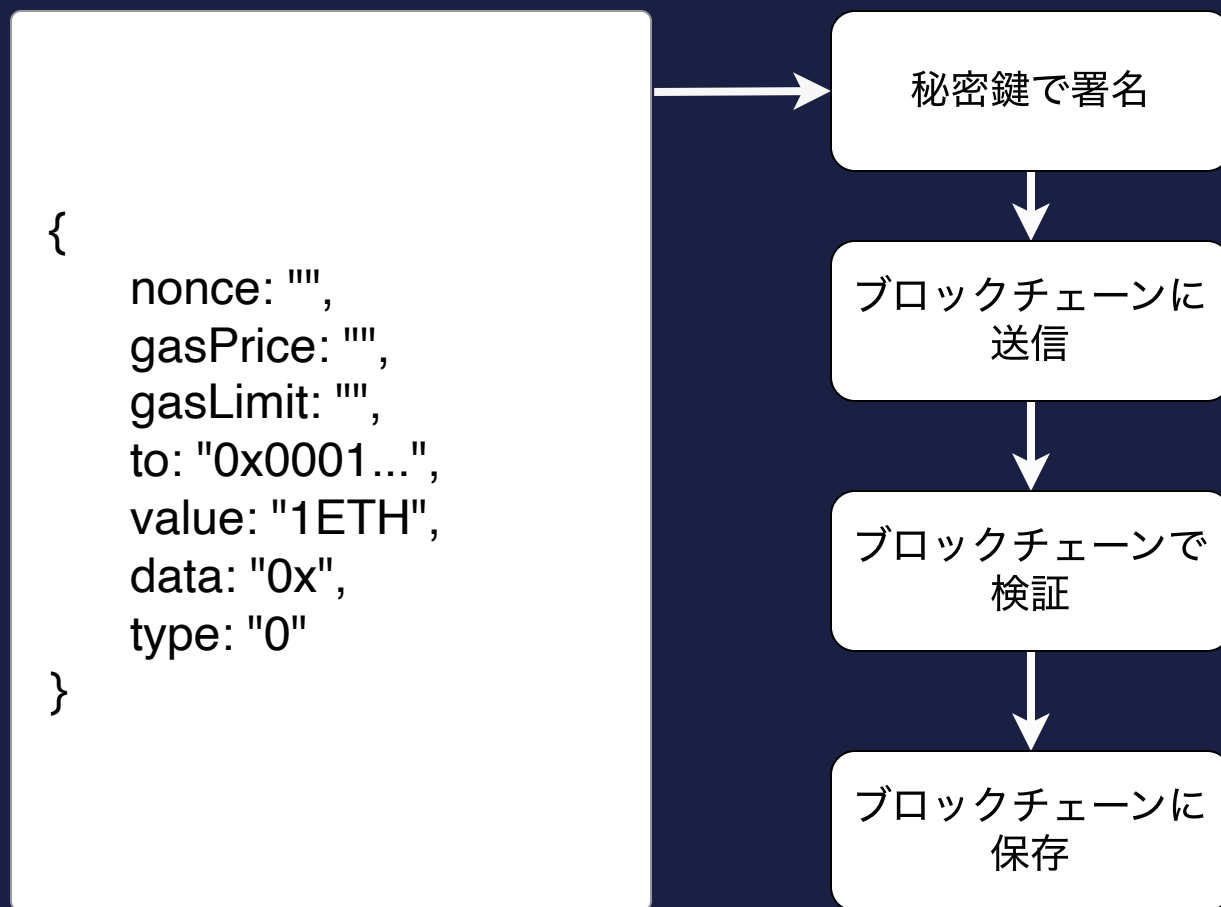 {
nonce: "",
gasPrice: "",
gasLimit: "",
to: "0x0001...",
value: "1ETH",
data: "0x",
type: "0"
}
秘密鍵で署名
ブロックチェーンに
送信
ブロックチェーンで
検証
ブロックチェーンに
保存